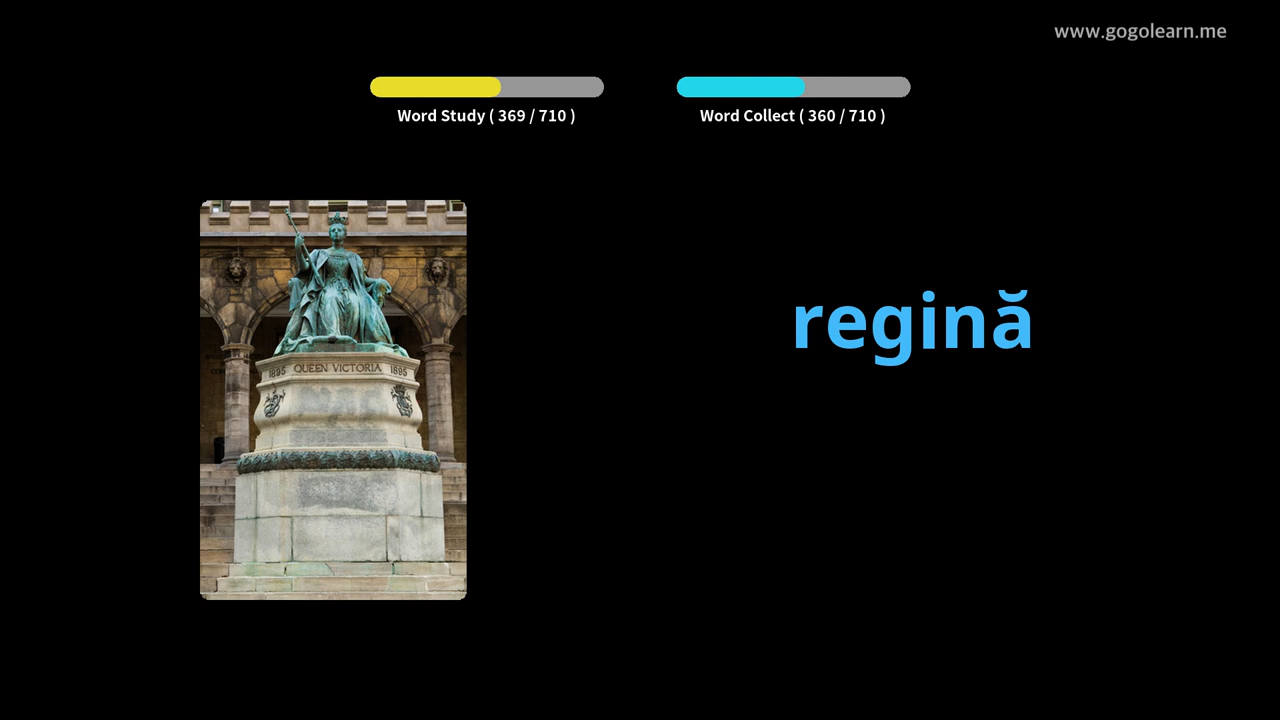 www.gogolearn.me
Word Study ( 369 / 710 )
Word Collect ( 360 / 710 )
regină
1895 QUEEN VICTORIA 1895